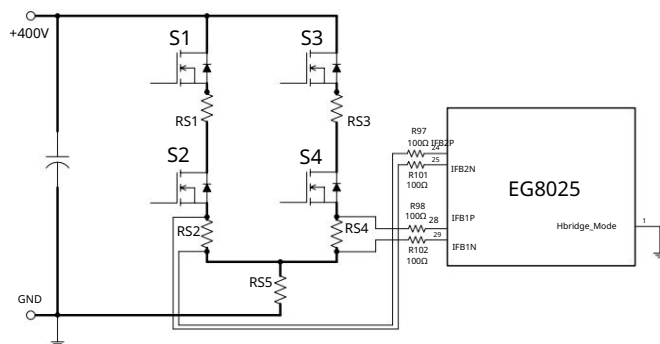 +400V
S1
S3
RS1
RS3
R97
100Ω IFB2P
24
25
IFB2N
R101
100Ω
EG8025
S2
S4
R98
100Ω
28
IFB1P
Hbridge_Mode
1
RS2
RS4
29
IFB1N
R102
100Ω
RS5
GND